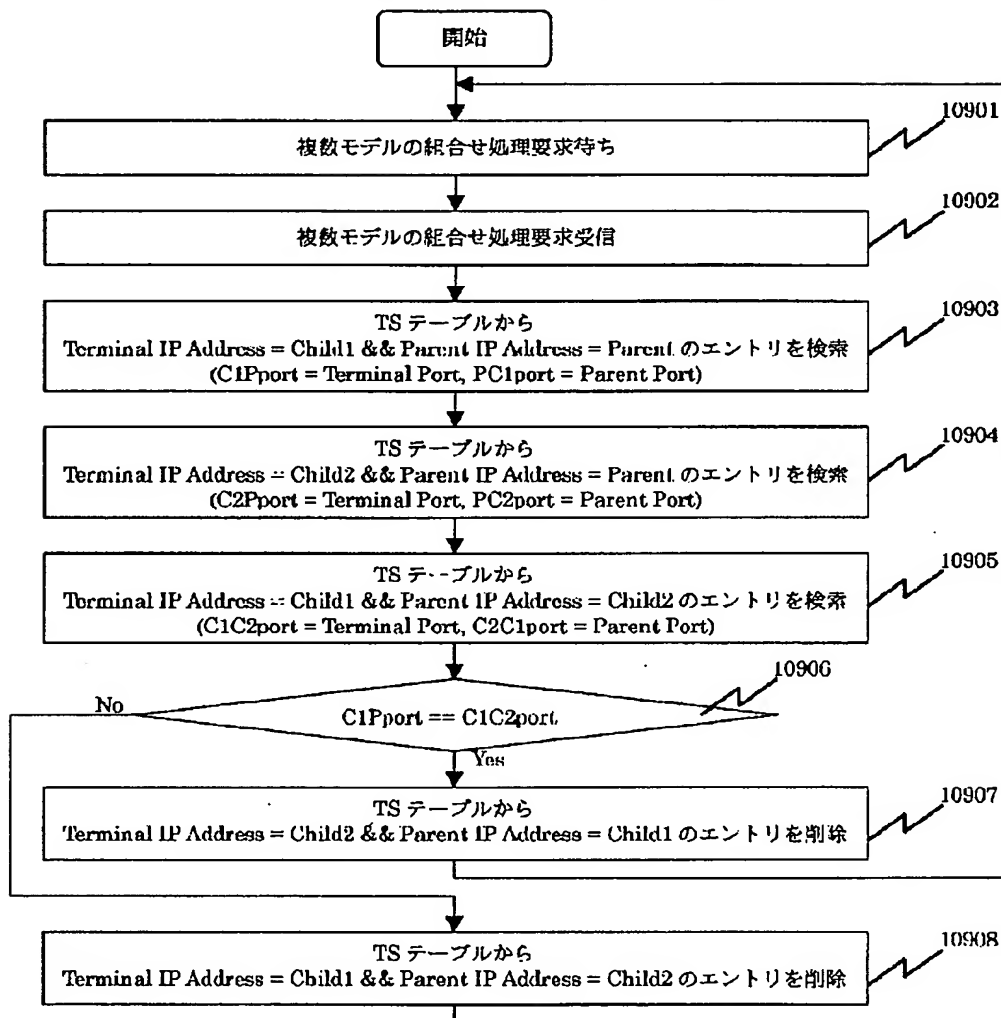 開始
10901
複数モデルの組合せ処理要求待ち
10902
複数モデルの組合せ処理要求受信
10903
TS テーブルから
Terminal IP Address = Child1 && Parent IP Address = Parent のエントリを検索
(C1Pport = Terminal Port, PC1port = Parent Port)
10904
TS テーブルから
Terminal IP Address = Child2 && Parent IP Address = Parent のエントリを検索
(C2Pport = Terminal Port, PC2port = Parent Port)
10905
TS テーブルから
Terminal IP Address = Child1 && Parent IP Address = Child2 のエントリを検索
(C1C2port = Terminal Port, C2C1port = Parent Port)
10906
No
C1Pport == C1C2port
Yes
10907
TS テーブルから
Terminal IP Address = Child2 && Parent IP Address = Child1 のエントリを削除
10908
TS テーブルから
Terminal IP Address = Child1 && Parent IP Address = Child2 のエントリを削除